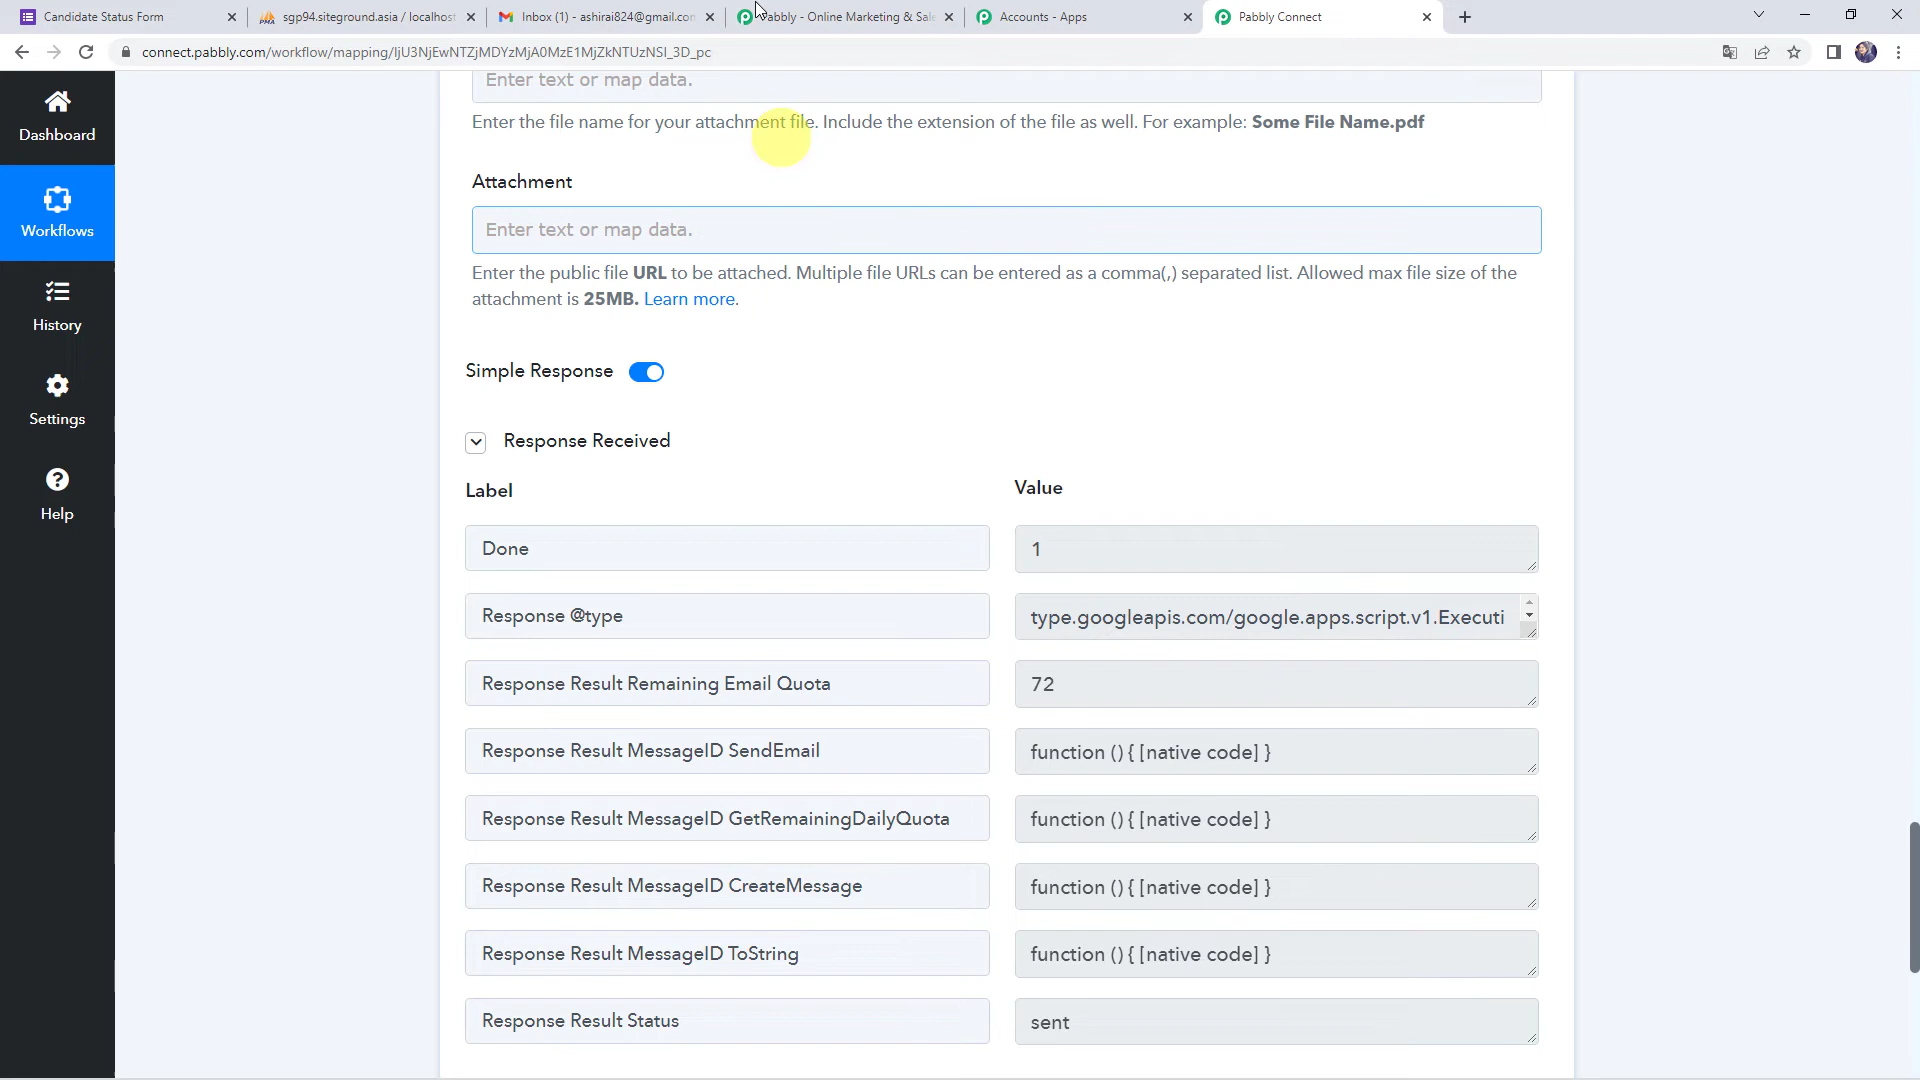 Candidate Status Form
sgp94.siteground.asia / localhost
Inbox (1) - ashirai824@gmail.com
Pabbly - Online Marketing & Sale
Accounts - Apps
Pabbly Connect
connect.pabbly.com/workflow/mapping/IjU3NjEwNTZjMDYzMjA0MzE1MjZkNTUzNSI_3D_pc
Dashboard
Workflows
History
Settings
Help
Enter text or map data.
Enter the file name for your attachment file. Include the extension of the file as well. For example: Some File Name.pdf
Attachment
Enter text or map data.
Enter the public file URL to be attached. Multiple file URLs can be entered as a comma(,) separated list. Allowed max file size of the
attachment is 25MB. Learn more.
Simple Response
Response Received
Label Value
Done 1
Response @type type.googleapis.com/google.apps.script.v1.Executi
Response Result Remaining Email Quota 72
Response Result MessageID SendEmail function () { [native code] }
Response Result MessageID GetRemainingDailyQuota function () { [native code] }
Response Result MessageID CreateMessage function () { [native code] }
Response Result MessageID ToString function () { [native code] }
Response Result Status sent